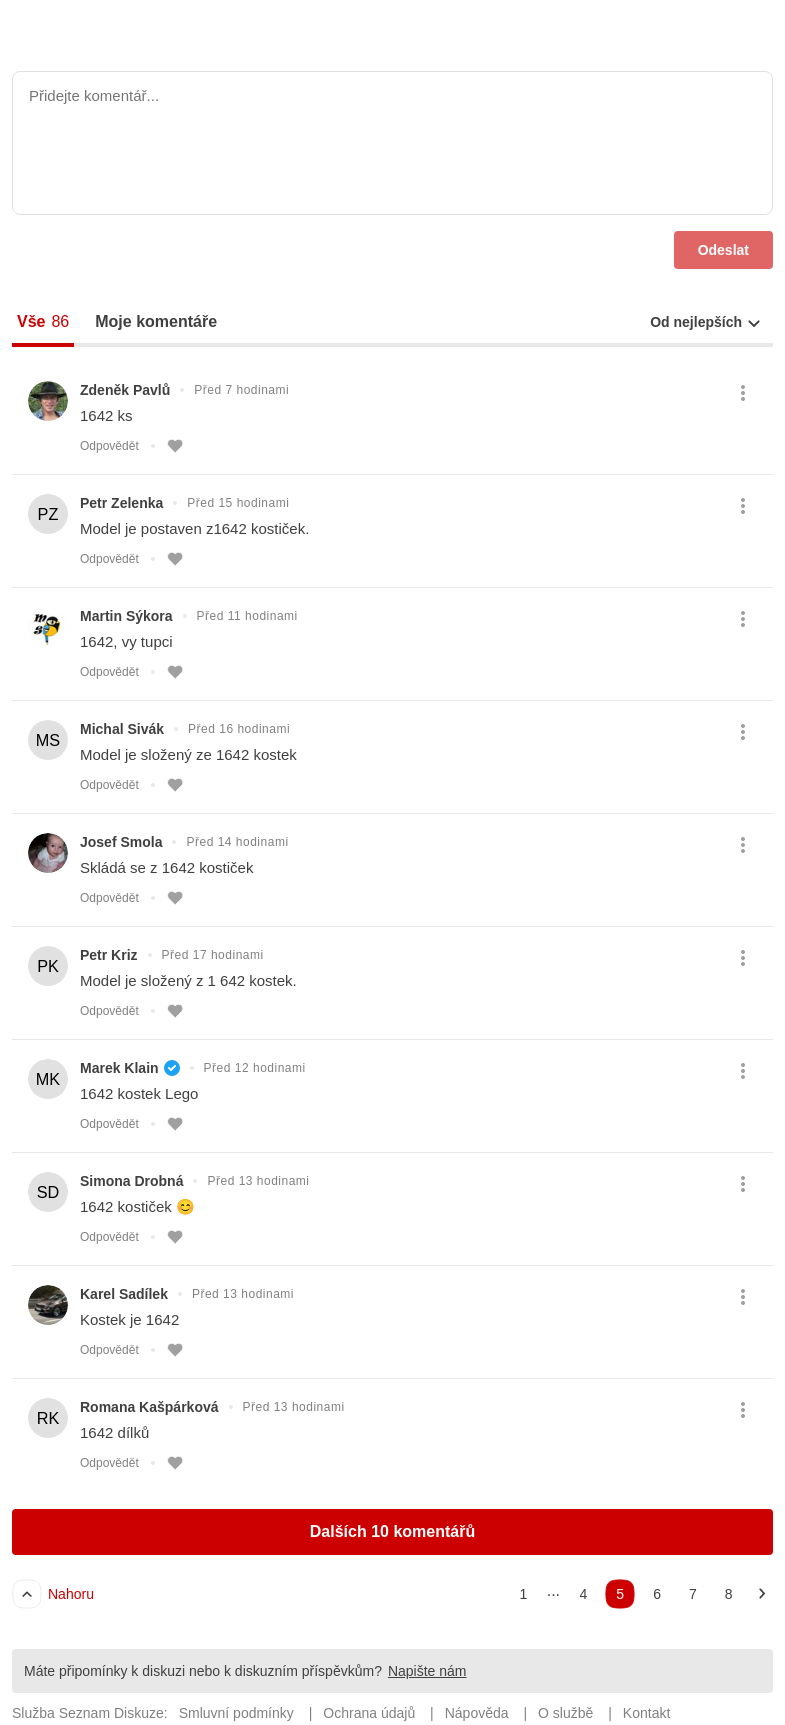 Přidejte komentář...
Odeslat
Vše 86 Moje komentáře Od nejlepších
Zdeněk Pavlů Před 7 hodinami
1642 ks
Odpovědět
PZ Petr Zelenka Před 15 hodinami
Model je postaven z1642 kostiček.
Odpovědět
Martin Sýkora Před 11 hodinami
1642, vy tupci
Odpovědět
MS Michal Sivák Před 16 hodinami
Model je složený ze 1642 kostek
Odpovědět
Josef Smola Před 14 hodinami
Skládá se z 1642 kostiček
Odpovědět
PK Petr Kriz Před 17 hodinami
Model je složený z 1 642 kostek.
Odpovědět
MK Marek Klain Před 12 hodinami
1642 kostek Lego
Odpovědět
SD Simona Drobná Před 13 hodinami
1642 kostiček 😊
Odpovědět
Karel Sadílek Před 13 hodinami
Kostek je 1642
Odpovědět
RK Romana Kašpárková Před 13 hodinami
1642 dílků
Odpovědět
Dalších 10 komentářů
Nahoru 1 ... 4 5 6 7 8
Máte připomínky k diskuzi nebo k diskuzním příspěvkům? Napište nám
Služba Seznam Diskuze: Smluvní podmínky | Ochrana údajů | Nápověda | O službě | Kontakt